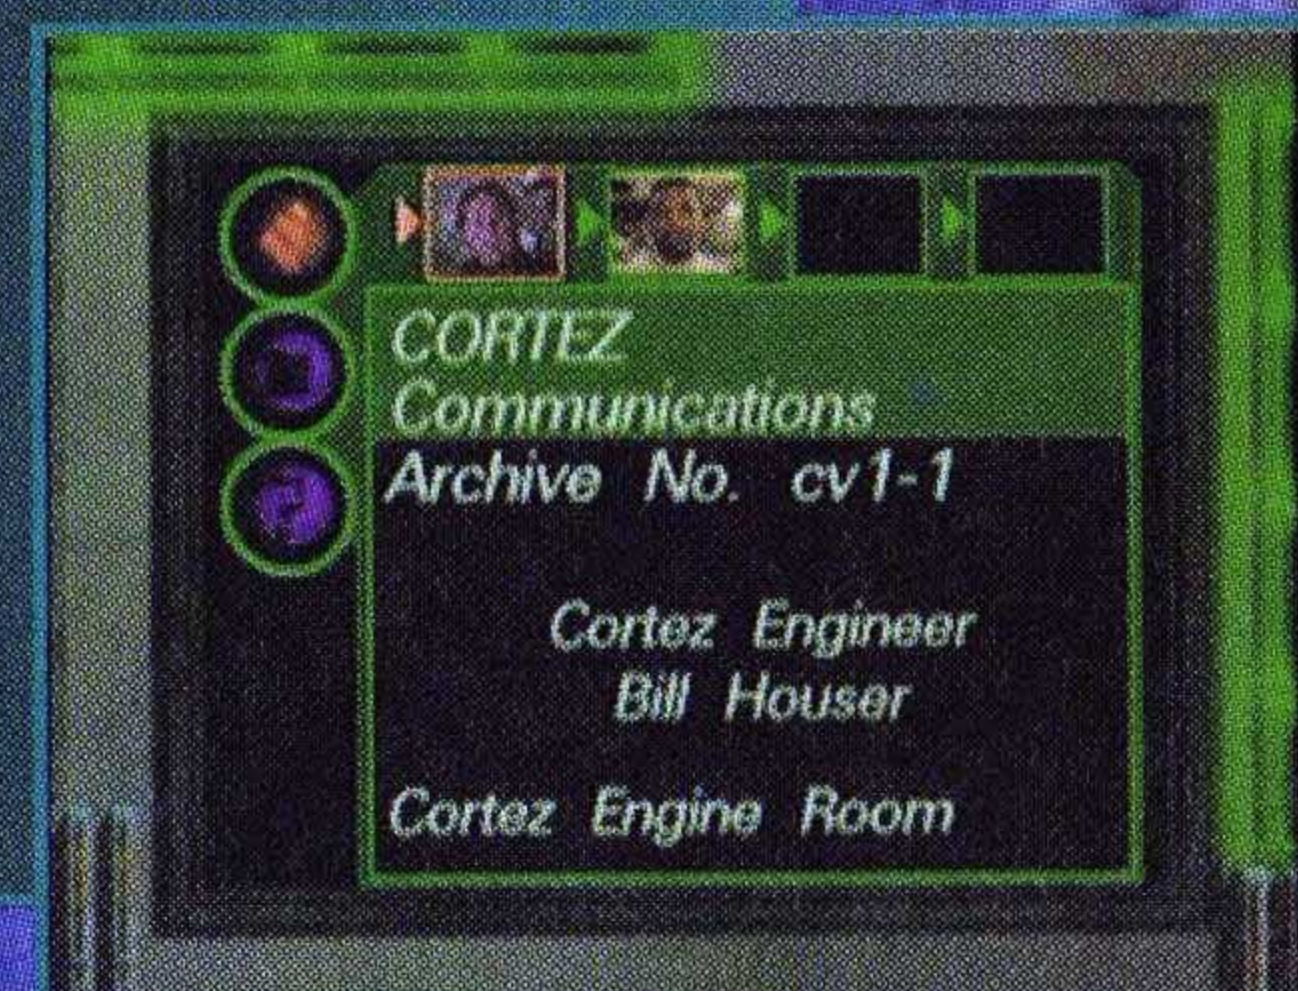 CORTEZ
Communications
Archive No. cv1-1
Cortez Engineer
Bill Houser
Cortez Engine Room